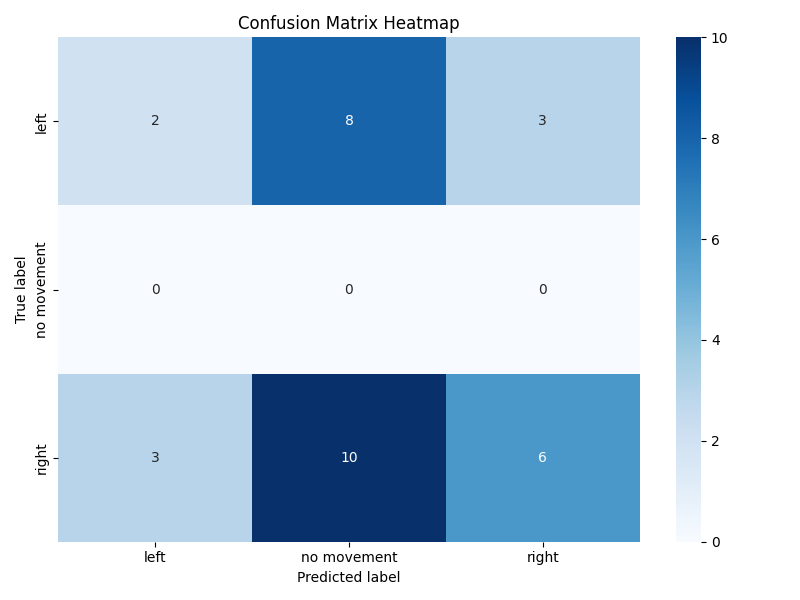 Confusion Matrix Heatmap
True label
left
2
8
3
no movement
0
0
0
right
3
10
6
left
no movement
right
Predicted label
10
8
6
4
2
0